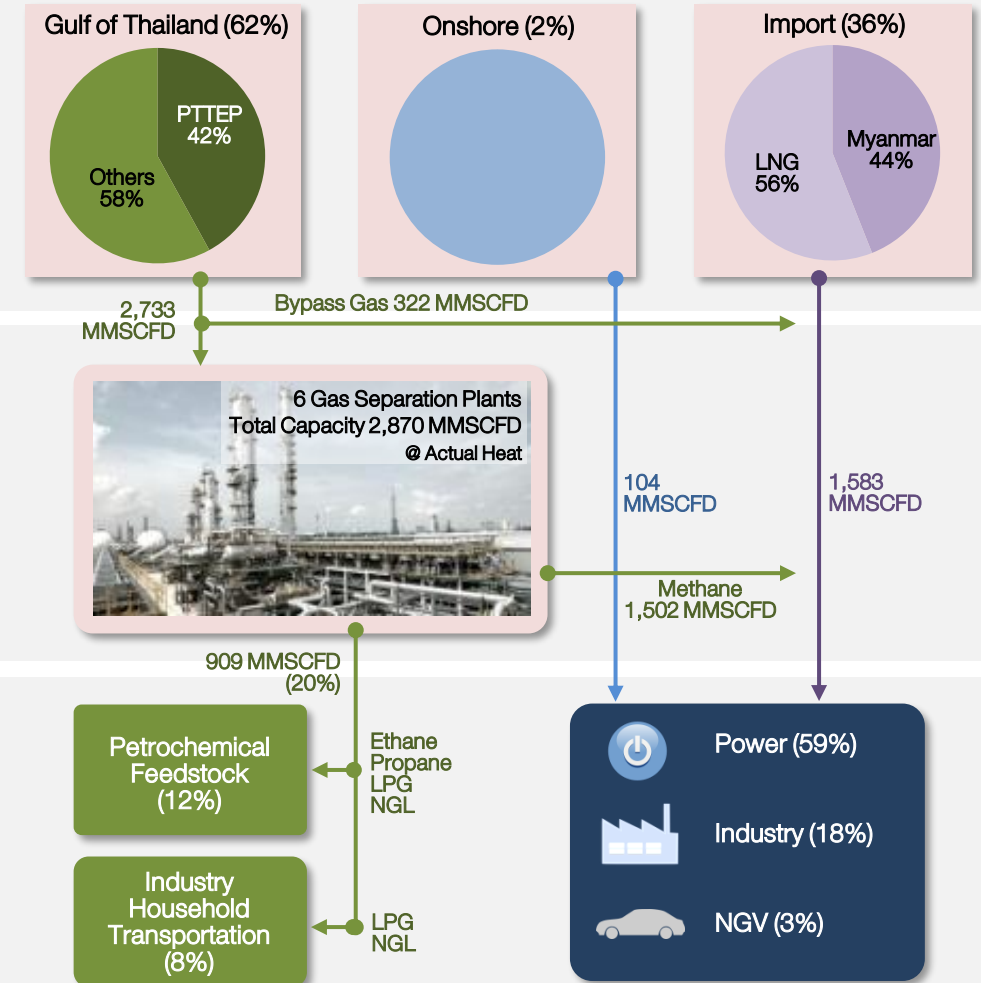 Gulf of Thailand (62%)
Onshore (2%)
Import (36%)
PTTEP
42%
Others
58%
Myanmar
44%
LNG
56%
2,733
MMSCFD
Bypass Gas 322 MMSCFD
6 Gas Separation Plants
Total Capacity 2,870 MMSCFD
@ Actual Heat
104
MMSCFD
1,583
MMSCFD
Methane
1,502 MMSCFD
909 MMSCFD
(20%)
Petrochemical
Feedstock
(12%)
Ethane
Propane
LPG
NGL
Industry
Household
Transportation
(8%)
LPG
NGL
Power (59%)
Industry (18%)
NGV (3%)